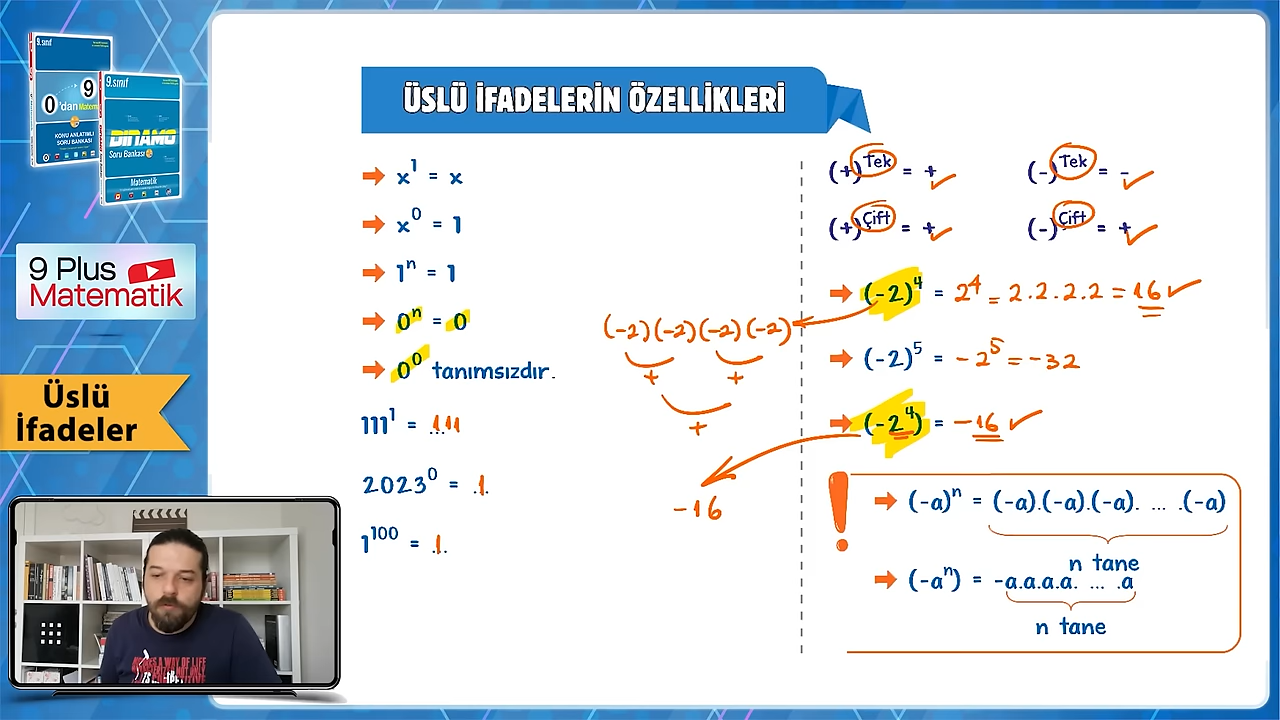 9.sınıf
0'dan 9
KONU ANLATIMLI
SORU BANKASI
9.sınıf
DİNAMO
Soru Bankası
Matematik
9 Plus
Matematik
Üslü
İfadeler
ÜSLÜ İFADELERİN ÖZELLİKLERİ
→ x¹ = x
→ x⁰ = 1
→ 1ⁿ = 1
→ 0ⁿ = 0
→ 0⁰ tanımsızdır.
111¹ = 111
2023⁰ = 1
1¹⁰⁰ = 1
(-2)(-2)(-2)(-2)
+ +
+
-16
(+)ᵀᵉᵏ = + ✓ (-)ᵀᵉᵏ = - ✓
(+)^Çift = + ✓ (-)^Çift = + ✓
→ (-2)⁴ = 2⁴ = 2.2.2.2 = 16 ✓
→ (-2)⁵ = -2⁵ = -32
→ (-2⁴) = -16 ✓
!
→ (-a)ⁿ = (-a).(-a).(-a). ... .(-a)
n tane
→ (-aⁿ) = -a.a.a.a. ... .a
n tane